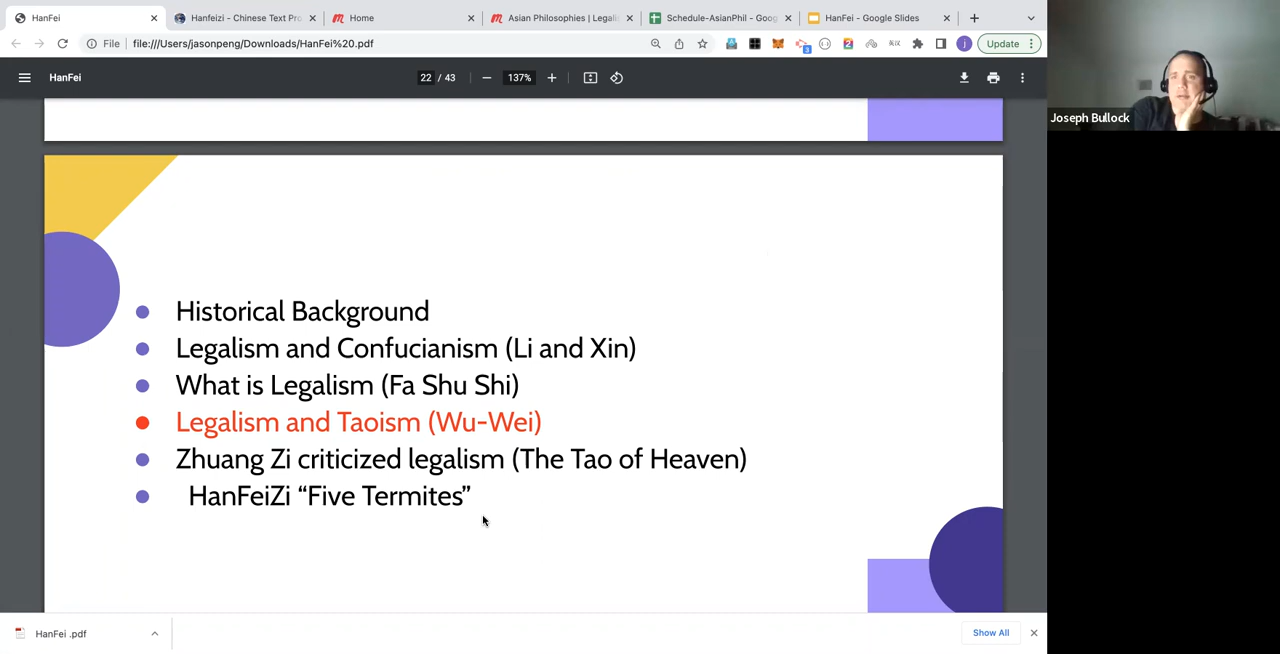 HanFei
Hanfeizi - Chinese Text Pro
Home
Asian Philosophies | Legali
Schedule-AsianPhil - Goog
HanFei - Google Slides
File
file:///Users/jasonpeng/Downloads/HanFei%20.pdf
3
2
j
Update
HanFei
22 / 43
137%
Joseph Bullock
Historical Background
Legalism and Confucianism (Li and Xin)
What is Legalism (Fa Shu Shi)
Legalism and Taoism (Wu-Wei)
Zhuang Zi criticized legalism (The Tao of Heaven)
HanFeiZi “Five Termites”
HanFei .pdf
Show All